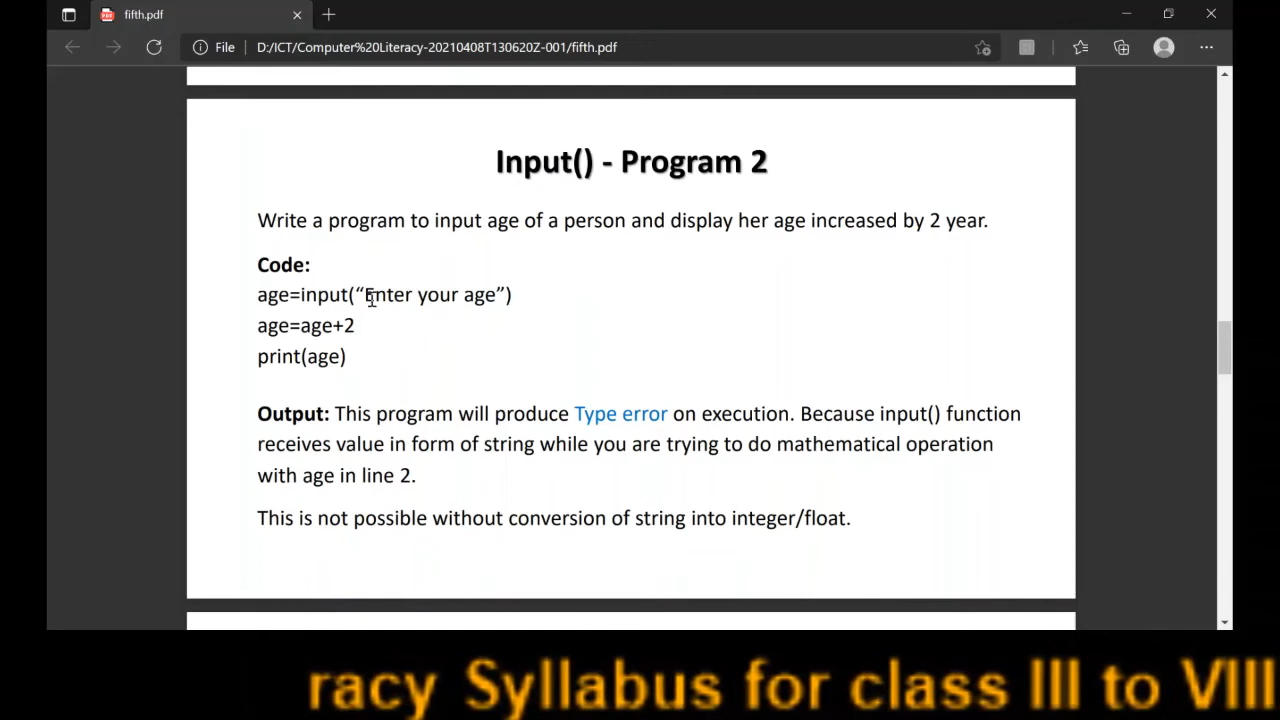 fifth.pdf
File
D:/ICT/Computer%20Literacy-20210408T130620Z-001/fifth.pdf
Input() - Program 2
Write a program to input age of a person and display her age increased by 2 year.
Code:
age=input(“Enter your age”)
age=age+2
print(age)
Output: This program will produce Type error on execution. Because input() function
receives value in form of string while you are trying to do mathematical operation
with age in line 2.
This is not possible without conversion of string into integer/float.
racy Syllabus for class III to VIII